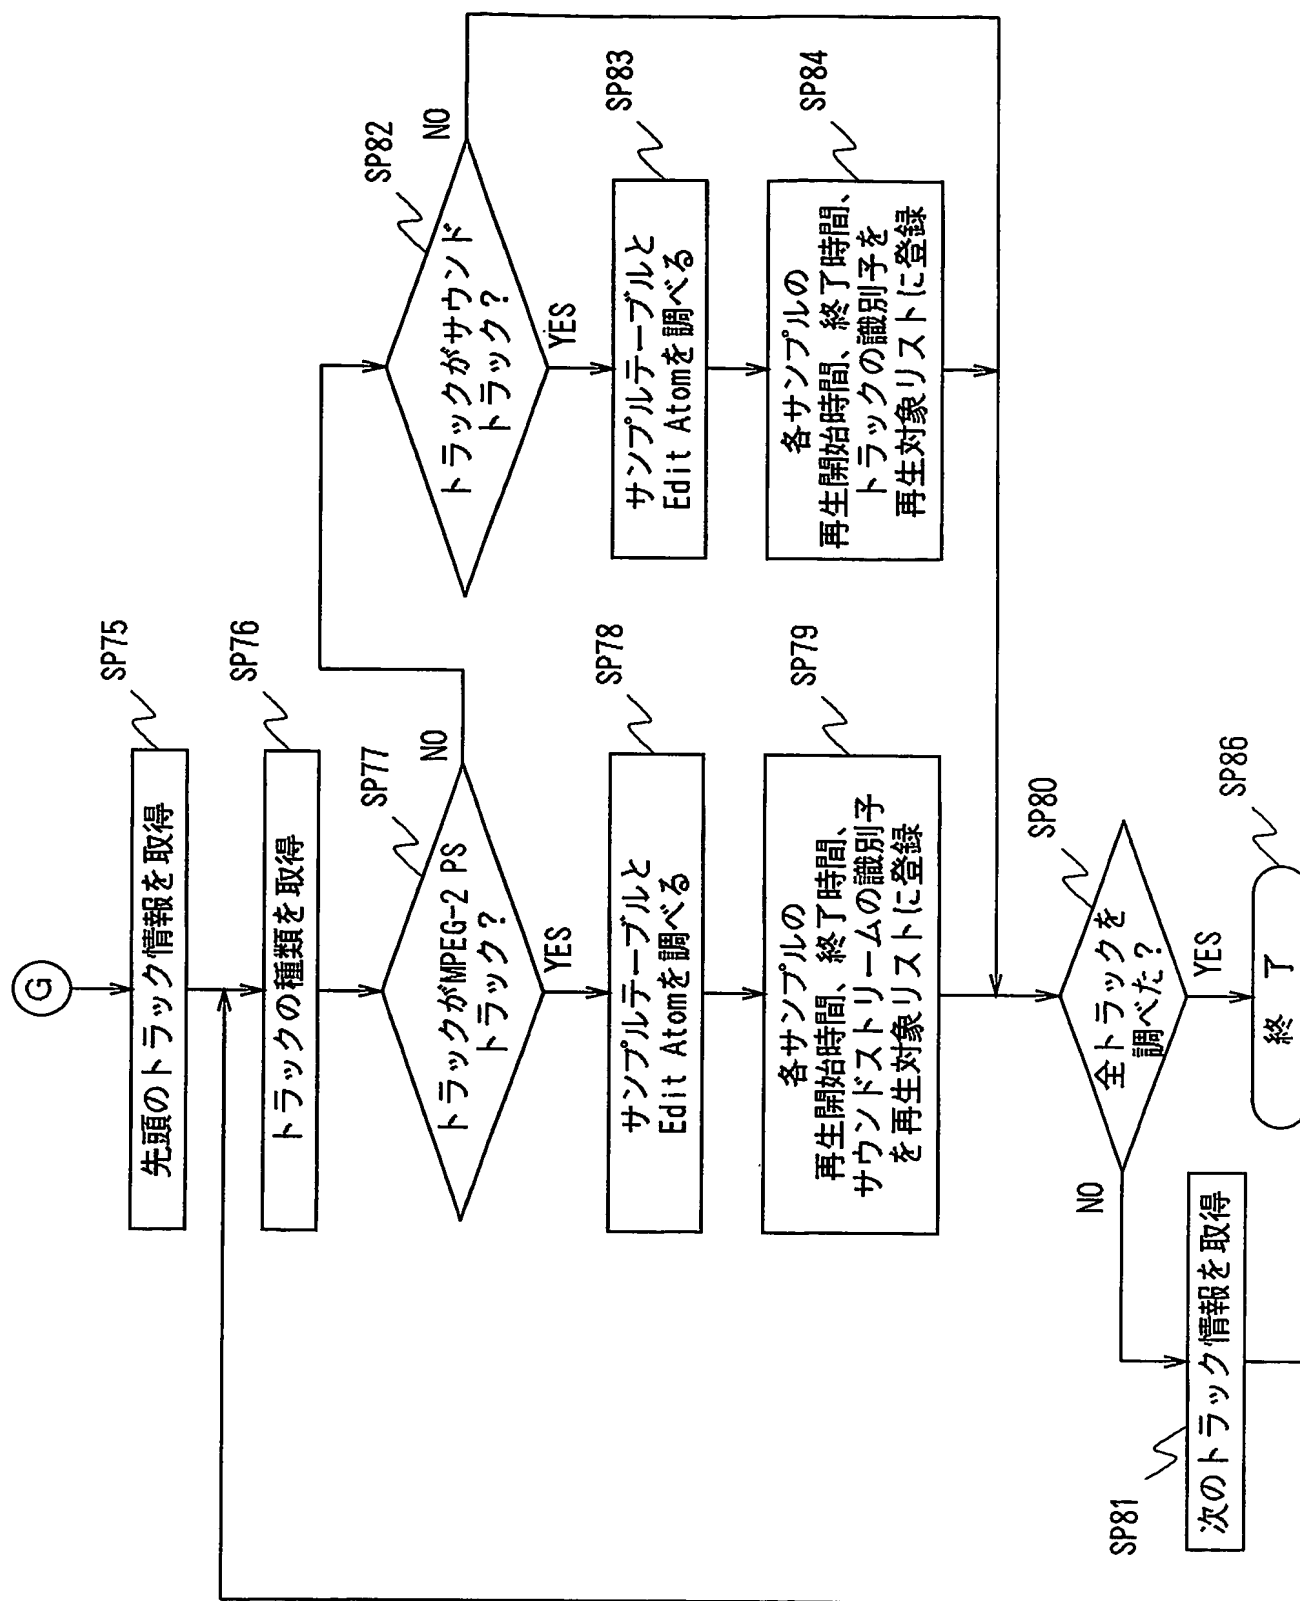 G
SP75
先頭のトラック情報を取得
SP76
トラックの種類を取得
SP77
トラックがMPEG-2 PS
トラック?
NO
YES
SP78
サンプルテーブルと
Edit Atomを調べる
SP79
各サンプルの
再生開始時間、終了時間、
サウンドストリームの識別子
を再生対象リストに登録
SP82
トラックがサウンド
トラック?
NO
YES
SP83
サンプルテーブルと
Edit Atomを調べる
SP84
各サンプルの
再生開始時間、終了時間、
トラックの識別子を
再生対象リストに登録
SP80
全トラックを
調べた?
NO
YES
SP81
次のトラック情報を取得
SP86
終 了